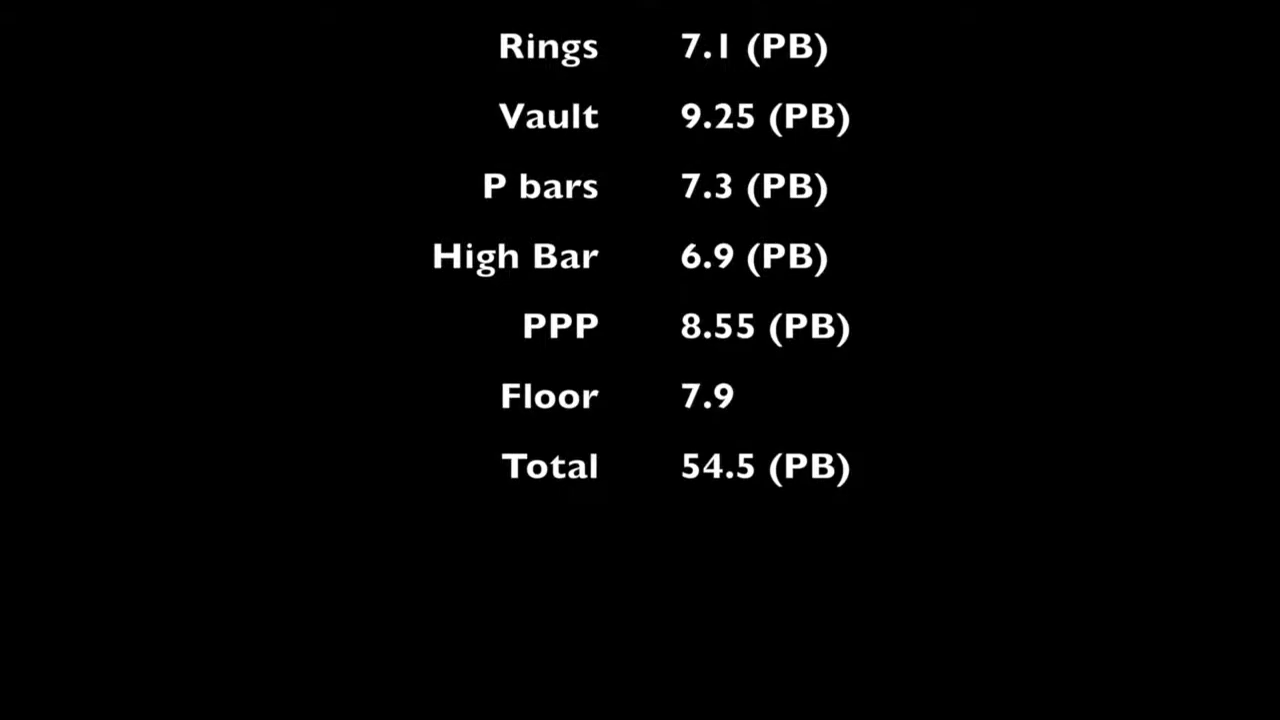 Rings 7.1 (PB)
Vault 9.25 (PB)
P bars 7.3 (PB)
High Bar 6.9 (PB)
PPP 8.55 (PB)
Floor 7.9
Total 54.5 (PB)